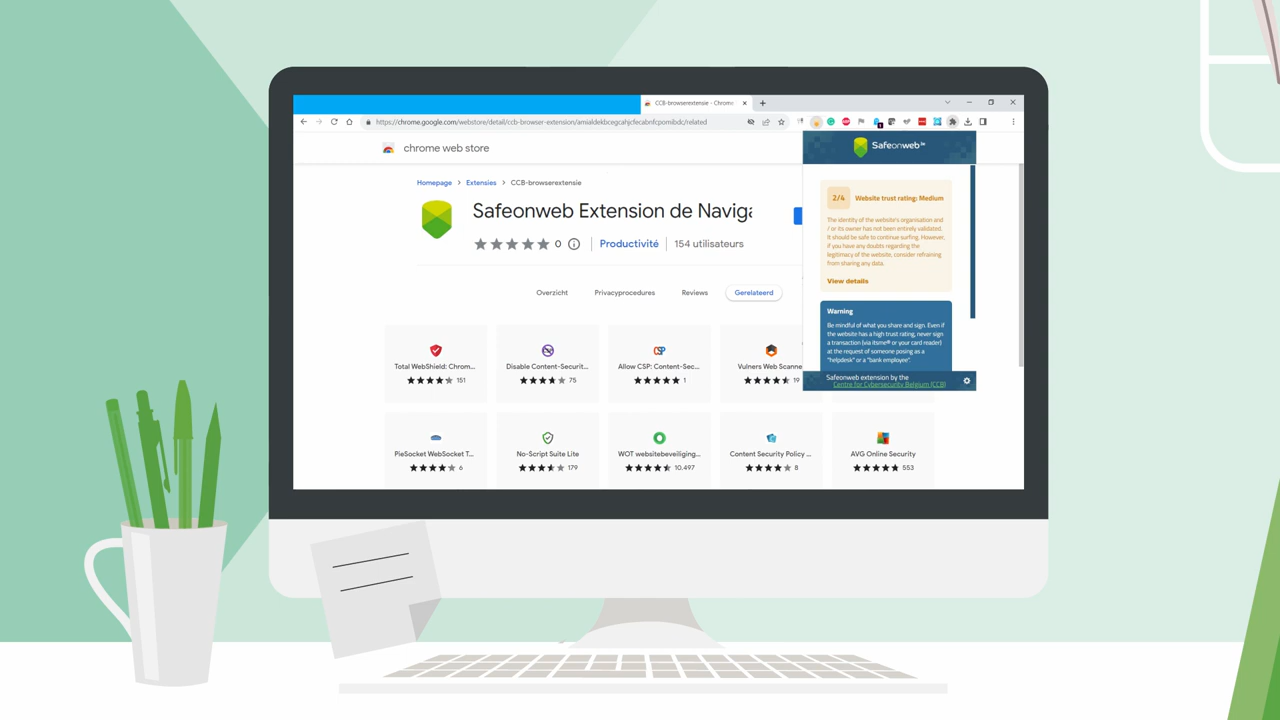 CCB-browserextensie - Chrome
https://chrome.google.com/webstore/detail/ccb-browser-extension/amialdekbcegcahjcfecabnfcpomibdc/related
chrome web store
Homepage > Extensies > CCB-browserextensie
Safeonweb Extension de Naviga
0 Productivité 154 utilisateurs
Overzicht Privacyprocedures Reviews Gerelateerd
Total WebShield: Chrom... Disable Content-Securit... Allow CSP: Content-Sec... Vulners Web Scanne
151 75 1 19
PieSocket WebSocket T... No-Script Suite Lite WOT websitebeveiliging... Content Security Policy ... AVG Online Security
6 179 10,497 8 553
Safeonweb.be
2/4 Website trust rating: Medium
The identity of the website's organisation and
/ or its owner has not been entirely validated.
It should be safe to continue surfing. However,
if you have any doubts regarding the
legitimacy of the website, consider refraining
from sharing any data.
View details
Warning
Be mindful of what you share and sign. Even if
the website has a high trust rating, never sign
a transaction (via itsme® or your card reader)
at the request of someone posing as a
"helpdesk" or a "bank employee".
Safeonweb extension by the
Centre for Cybersecurity Belgium (CCB)